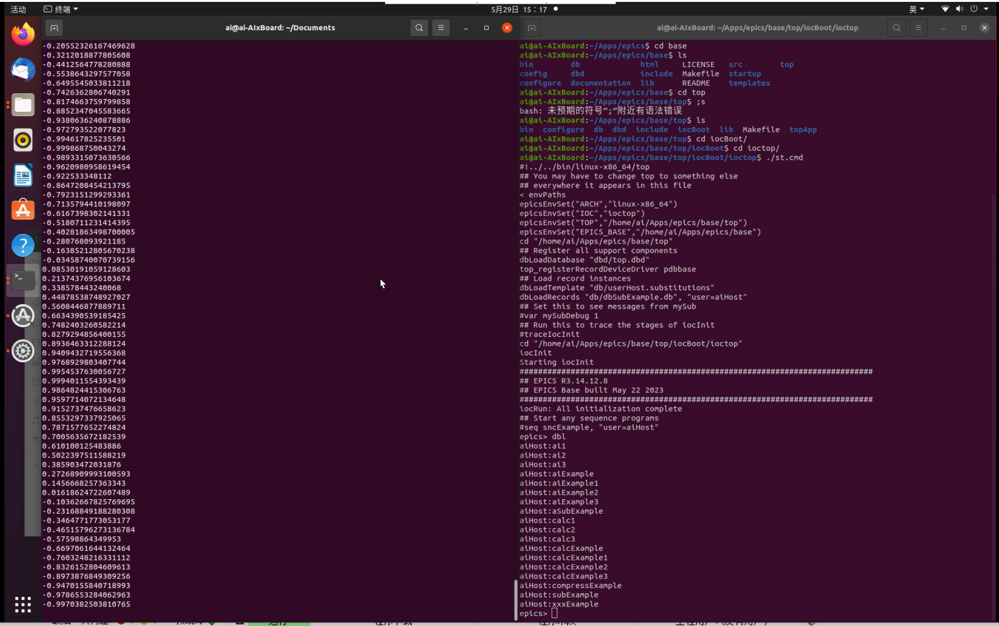 活动
终端
5月29日 15：17
英
ai@ai-AIxBoard: ~/Documents
-0.20552326167469628
-0.3212018877805608
-0.4412564778280888
-0.5538643297577058
-0.6495545033811218
-0.7426362806740291
-0.8174663759799858
-0.8852347045583665
-0.9380636240878886
-0.972793522077823
-0.994617825235501
-0.999868750043274
-0.9893315073630566
-0.9620980958619454
-0.922533348112
-0.8647208454213795
-0.7923151299293361
-0.7135794410198097
-0.6167398302141331
-0.5180711231414395
-0.40281863498700005
-0.280768093921185
-0.16385212805670238
-0.03458740070739156
0.08530191059128603
0.21374376956103674
0.338578443240068
0.44878538748927027
0.5608446877889711
0.6634390539185425
0.7482403260582214
0.8279294856400155
0.8936463312288124
0.9409432719556368
0.9768929803407744
0.9954537630056727
0.9994011554393439
0.9864824415306763
0.9597714072134648
0.9152737476658623
0.8553297337925065
0.7871577652274824
0.7005635672182539
0.610100125483886
0.5022397511588219
0.385903472031876
0.27268909993100593
0.1456668257363343
0.01618624722607489
-0.10362667825769695
-0.23168849188280308
-0.3464771773053177
-0.46515796273136784
-0.57598864349953
-0.6697061644132464
-0.7603248216331112
-0.8326152804609613
-0.8973876849309256
-0.9470155840718993
-0.9786553284062963
-0.9970382503810765
ai@ai-AIxBoard: ~/Apps/epics/base/top/iocBoot/ioctop
ai@ai-AIxBoard:~/Apps/epics$ cd base
ai@ai-AIxBoard:~/Apps/epics/base$ ls
bin db html LICENSE src top
config dbd include Makefile startup
configure documentation lib README templates
ai@ai-AIxBoard:~/Apps/epics/base$ cd top
ai@ai-AIxBoard:~/Apps/epics/base/top$ ;s
bash: 未预期的符号“;”附近有语法错误
ai@ai-AIxBoard:~/Apps/epics/base/top$ ls
bin configure db dbd include iocBoot lib Makefile topApp
ai@ai-AIxBoard:~/Apps/epics/base/top$ cd iocBoot/
ai@ai-AIxBoard:~/Apps/epics/base/top/iocBoot$ cd ioctop/
ai@ai-AIxBoard:~/Apps/epics/base/top/iocBoot/ioctop$ ./st.cmd
#!../../bin/linux-x86_64/top
## You may have to change top to something else
## everywhere it appears in this file
< envPaths
epicsEnvSet("ARCH","linux-x86_64")
epicsEnvSet("IOC","ioctop")
epicsEnvSet("TOP","/home/ai/Apps/epics/base/top")
epicsEnvSet("EPICS_BASE","/home/ai/Apps/epics/base")
cd "/home/ai/Apps/epics/base/top"
## Register all support components
dbLoadDatabase "dbd/top.dbd"
top_registerRecordDeviceDriver pdbbase
## Load record instances
dbLoadTemplate "db/userHost.substitutions"
dbLoadRecords "db/dbSubExample.db", "user=aiHost"
## Set this to see messages from mySub
#var mySubDebug 1
## Run this to trace the stages of iocInit
#traceIocInit
cd "/home/ai/Apps/epics/base/top/iocBoot/ioctop"
iocInit
Starting iocInit
############################################################################
## EPICS R3.14.12.8
## EPICS Base built May 22 2023
############################################################################
iocRun: All initialization complete
## Start any sequence programs
#seq sncExample, "user=aiHost"
epics> dbl
aiHost:ai1
aiHost:ai2
aiHost:ai3
aiHost:aiExample
aiHost:aiExample1
aiHost:aiExample2
aiHost:aiExample3
aiHost:aSubExample
aiHost:calc1
aiHost:calc2
aiHost:calc3
aiHost:calcExample
aiHost:calcExample1
aiHost:calcExample2
aiHost:calcExample3
aiHost:compressExample
aiHost:subExample
aiHost:xxxExample
epics>